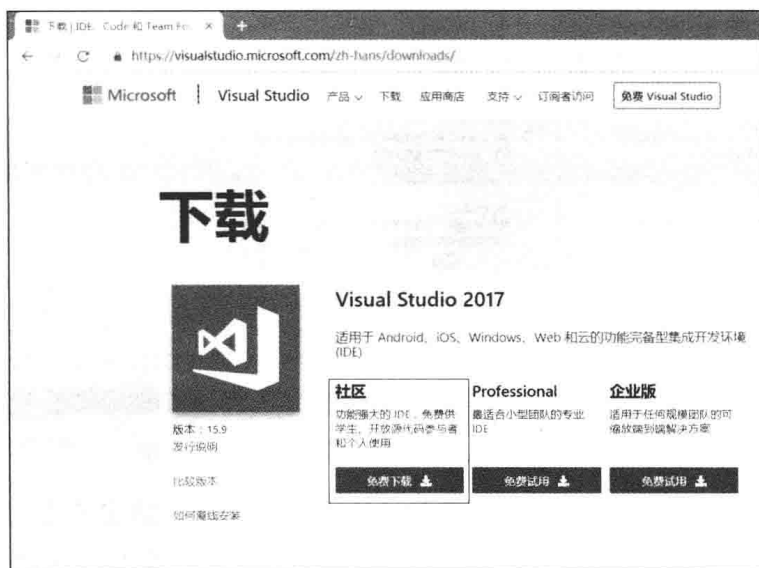 下载 | IDE、Code 和 Team Fo
https://visualstudio.microsoft.com/zh-hans/downloads/
Microsoft | Visual Studio 产品 下载 应用商店 支持 订阅者访问 免费 Visual Studio
下载
Visual Studio 2017
适用于 Android、iOS、Windows、Web 和云的功能完备型集成开发环境
(IDE)
社区
功能强大的 IDE，免费供
学生、开放源代码参与者
和个人使用
免费下载
Professional
最适合小型团队的专业
IDE
免费试用
企业版
适用于任何规模团队的可
缩放端到端解决方案
免费试用
版本：15.9
发行说明
比较版本
如何离线安装